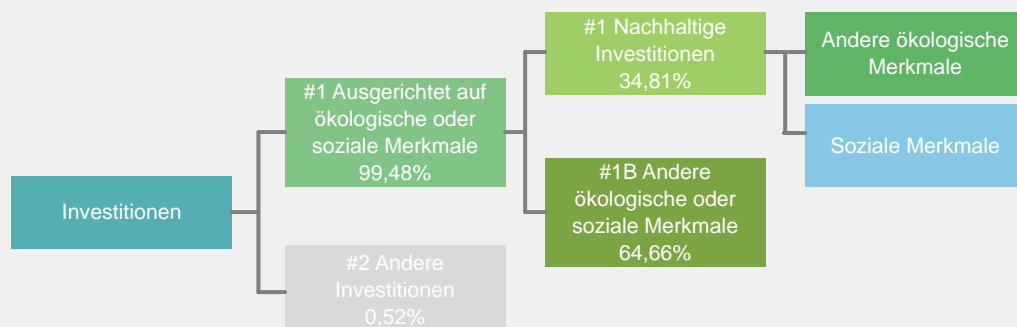 Investitionen
#1 Ausgerichtet auf
ökologische oder
soziale Merkmale
99,48%
#2 Andere
Investitionen
0,52%
#1 Nachhaltige
Investitionen
34,81%
#1B Andere
ökologische oder
soziale Merkmale
64,66%
Andere ökologische
Merkmale
Soziale Merkmale